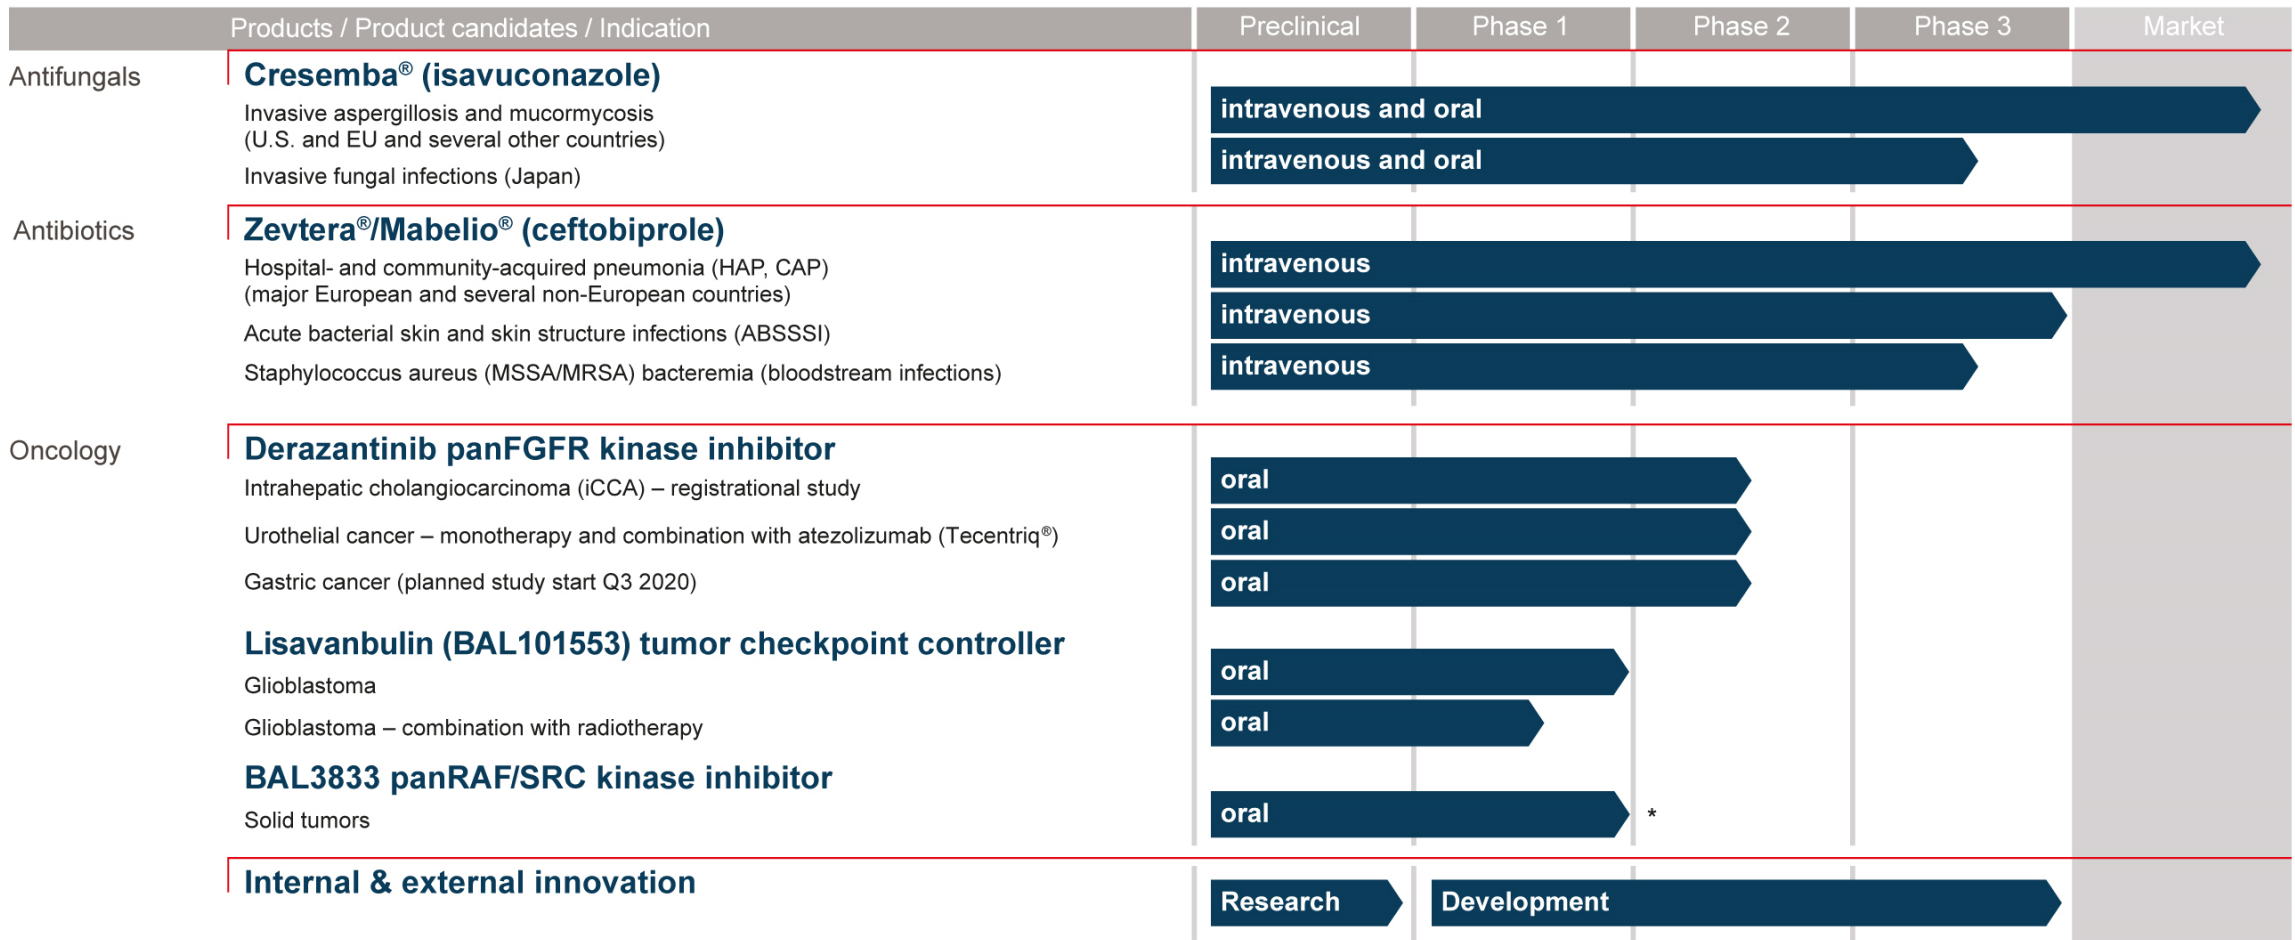 Products / Product candidates / Indication Preclinical Phase 1 Phase 2 Phase 3 Market
Antifungals
Cresemba® (isavuconazole)
Invasive aspergillosis and mucormycosis
(U.S. and EU and several other countries)
intravenous and oral
Invasive fungal infections (Japan)
intravenous and oral
Antibiotics
Zevtera®/Mabelio® (ceftobiprole)
Hospital- and community-acquired pneumonia (HAP, CAP)
(major European and several non-European countries)
intravenous
Acute bacterial skin and skin structure infections (ABSSSI)
intravenous
Staphylococcus aureus (MSSA/MRSA) bacteremia (bloodstream infections)
intravenous
Oncology
Derazantinib panFGFR kinase inhibitor
Intrahepatic cholangiocarcinoma (iCCA) – registrational study
oral
Urothelial cancer – monotherapy and combination with atezolizumab (Tecentriq®)
oral
Gastric cancer (planned study start Q3 2020)
oral
Lisavanbulin (BAL101553) tumor checkpoint controller
Glioblastoma
oral
Glioblastoma – combination with radiotherapy
oral
BAL3833 panRAF/SRC kinase inhibitor
Solid tumors
oral *
Internal & external innovation
Research Development